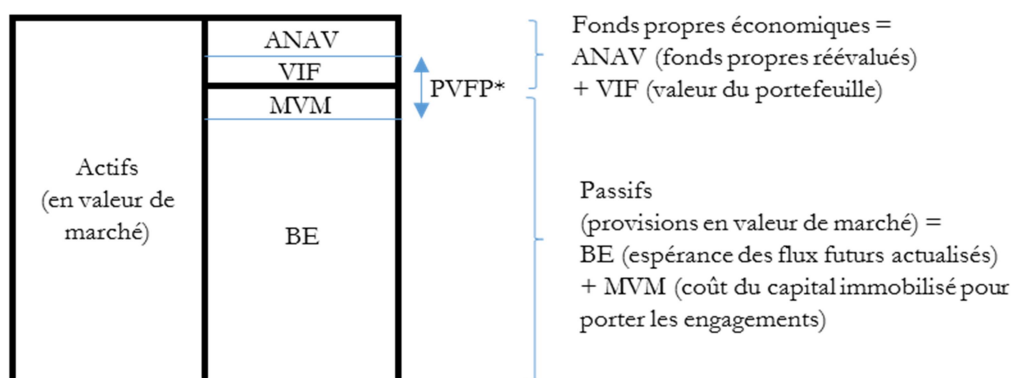 Actifs
(en valeur de
marché)
ANAV
VIF
MVM
BE
PVFP*
Fonds propres économiques =
ANAV (fonds propres réévalués)
+ VIF (valeur du portefeuille)
Passifs
(provisions en valeur de marché) =
BE (espérance des flux futurs actualisés)
+ MVM (coût du capital immobilisé pour
porter les engagements)